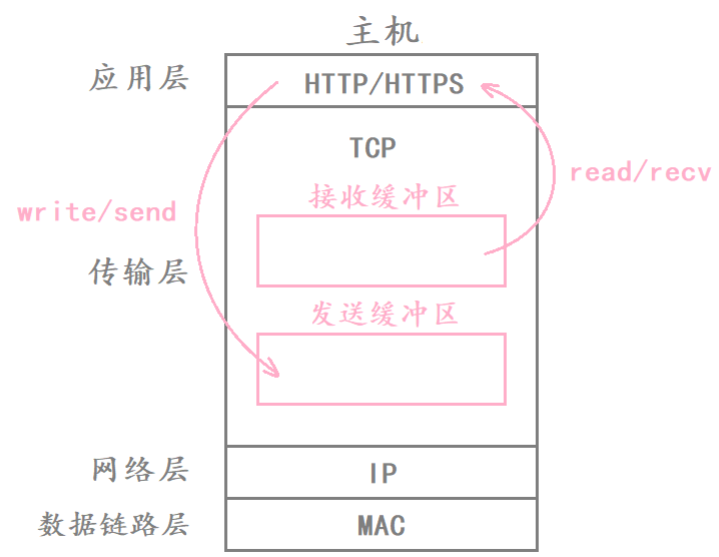 主机
应用层
HTTP/HTTPS
TCP
read/recv
接收缓冲区
write/send
传输层
发送缓冲区
网络层
IP
数据链路层
MAC